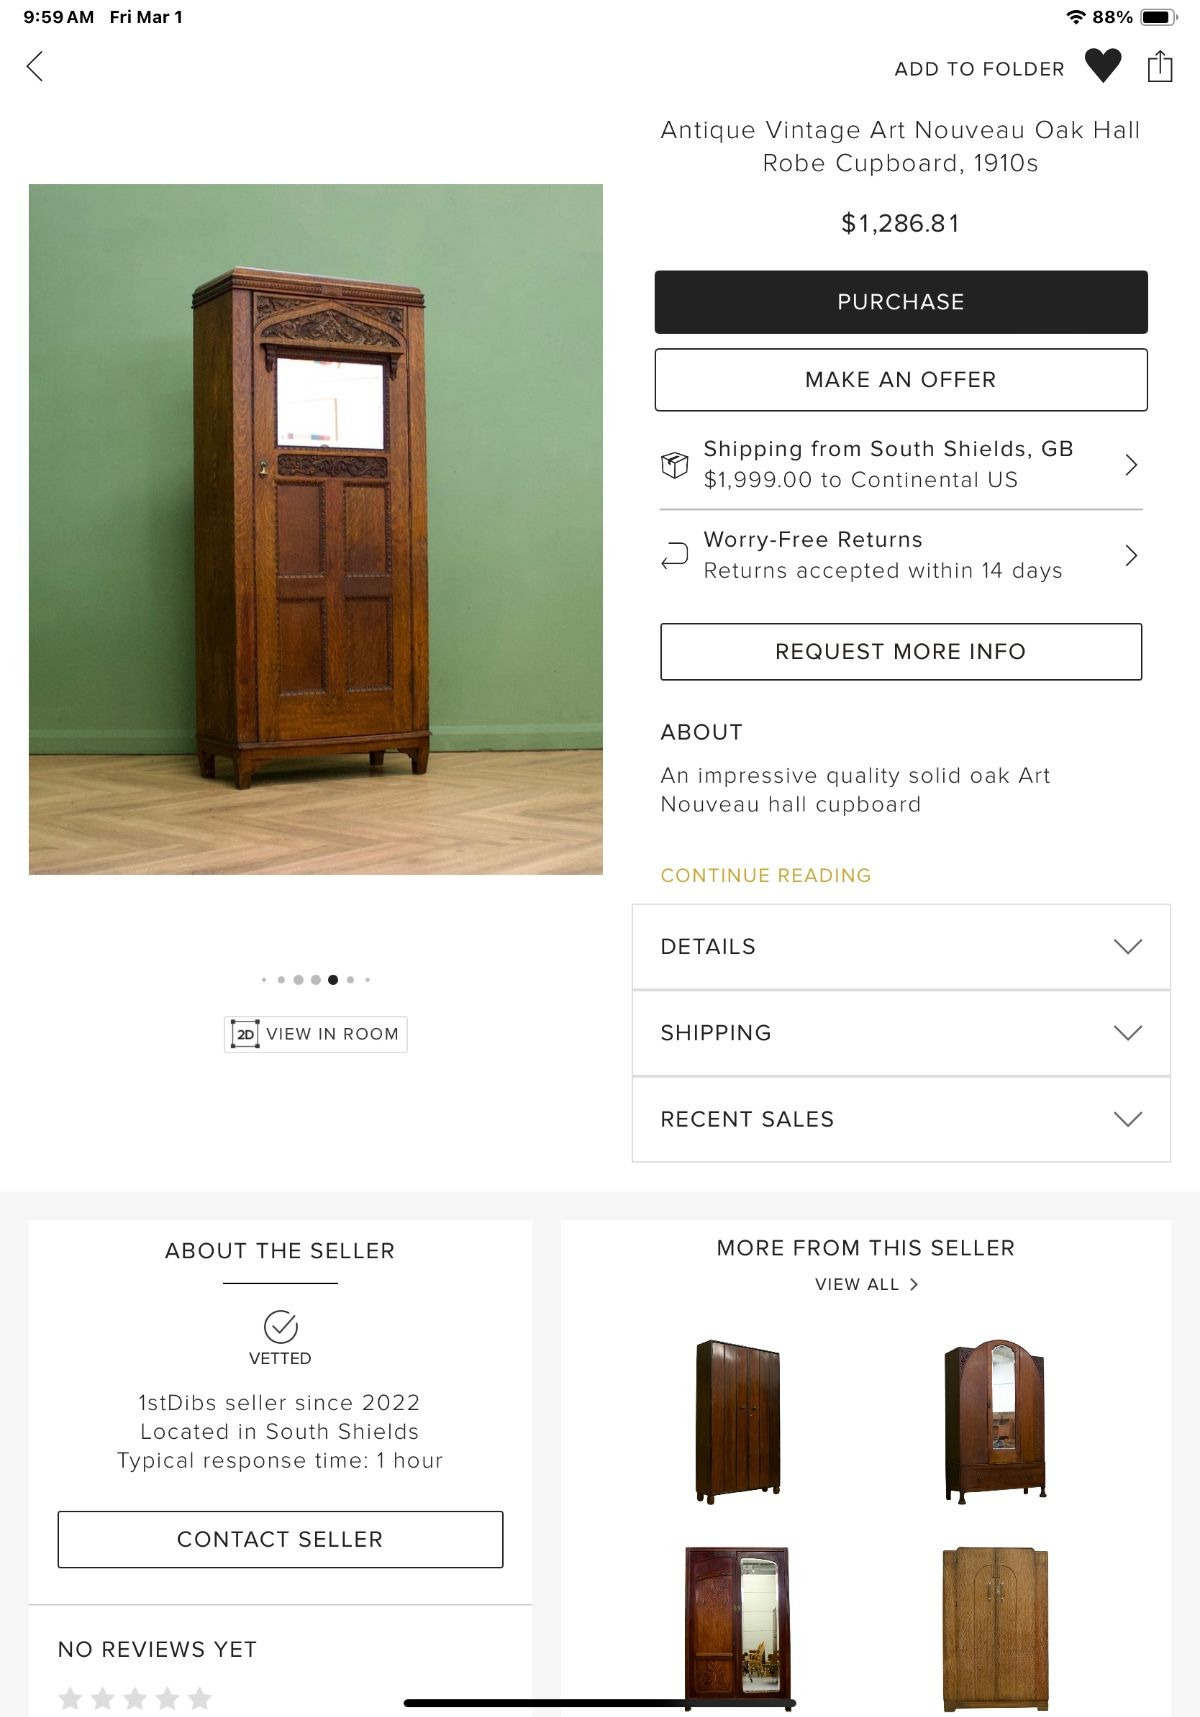 9:59 AM Fri Mar 1
88%
ADD TO FOLDER
Antique Vintage Art Nouveau Oak Hall
Robe Cupboard, 1910s
$1,286.81
PURCHASE
MAKE AN OFFER
Shipping from South Shields, GB
$1,999.00 to Continental US
Worry-Free Returns
Returns accepted within 14 days
REQUEST MORE INFO
ABOUT
An impressive quality solid oak Art
Nouveau hall cupboard
CONTINUE READING
DETAILS
SHIPPING
RECENT SALES
2D VIEW IN ROOM
ABOUT THE SELLER
VETTED
1stDibs seller since 2022
Located in South Shields
Typical response time: 1 hour
CONTACT SELLER
NO REVIEWS YET
MORE FROM THIS SELLER
VIEW ALL